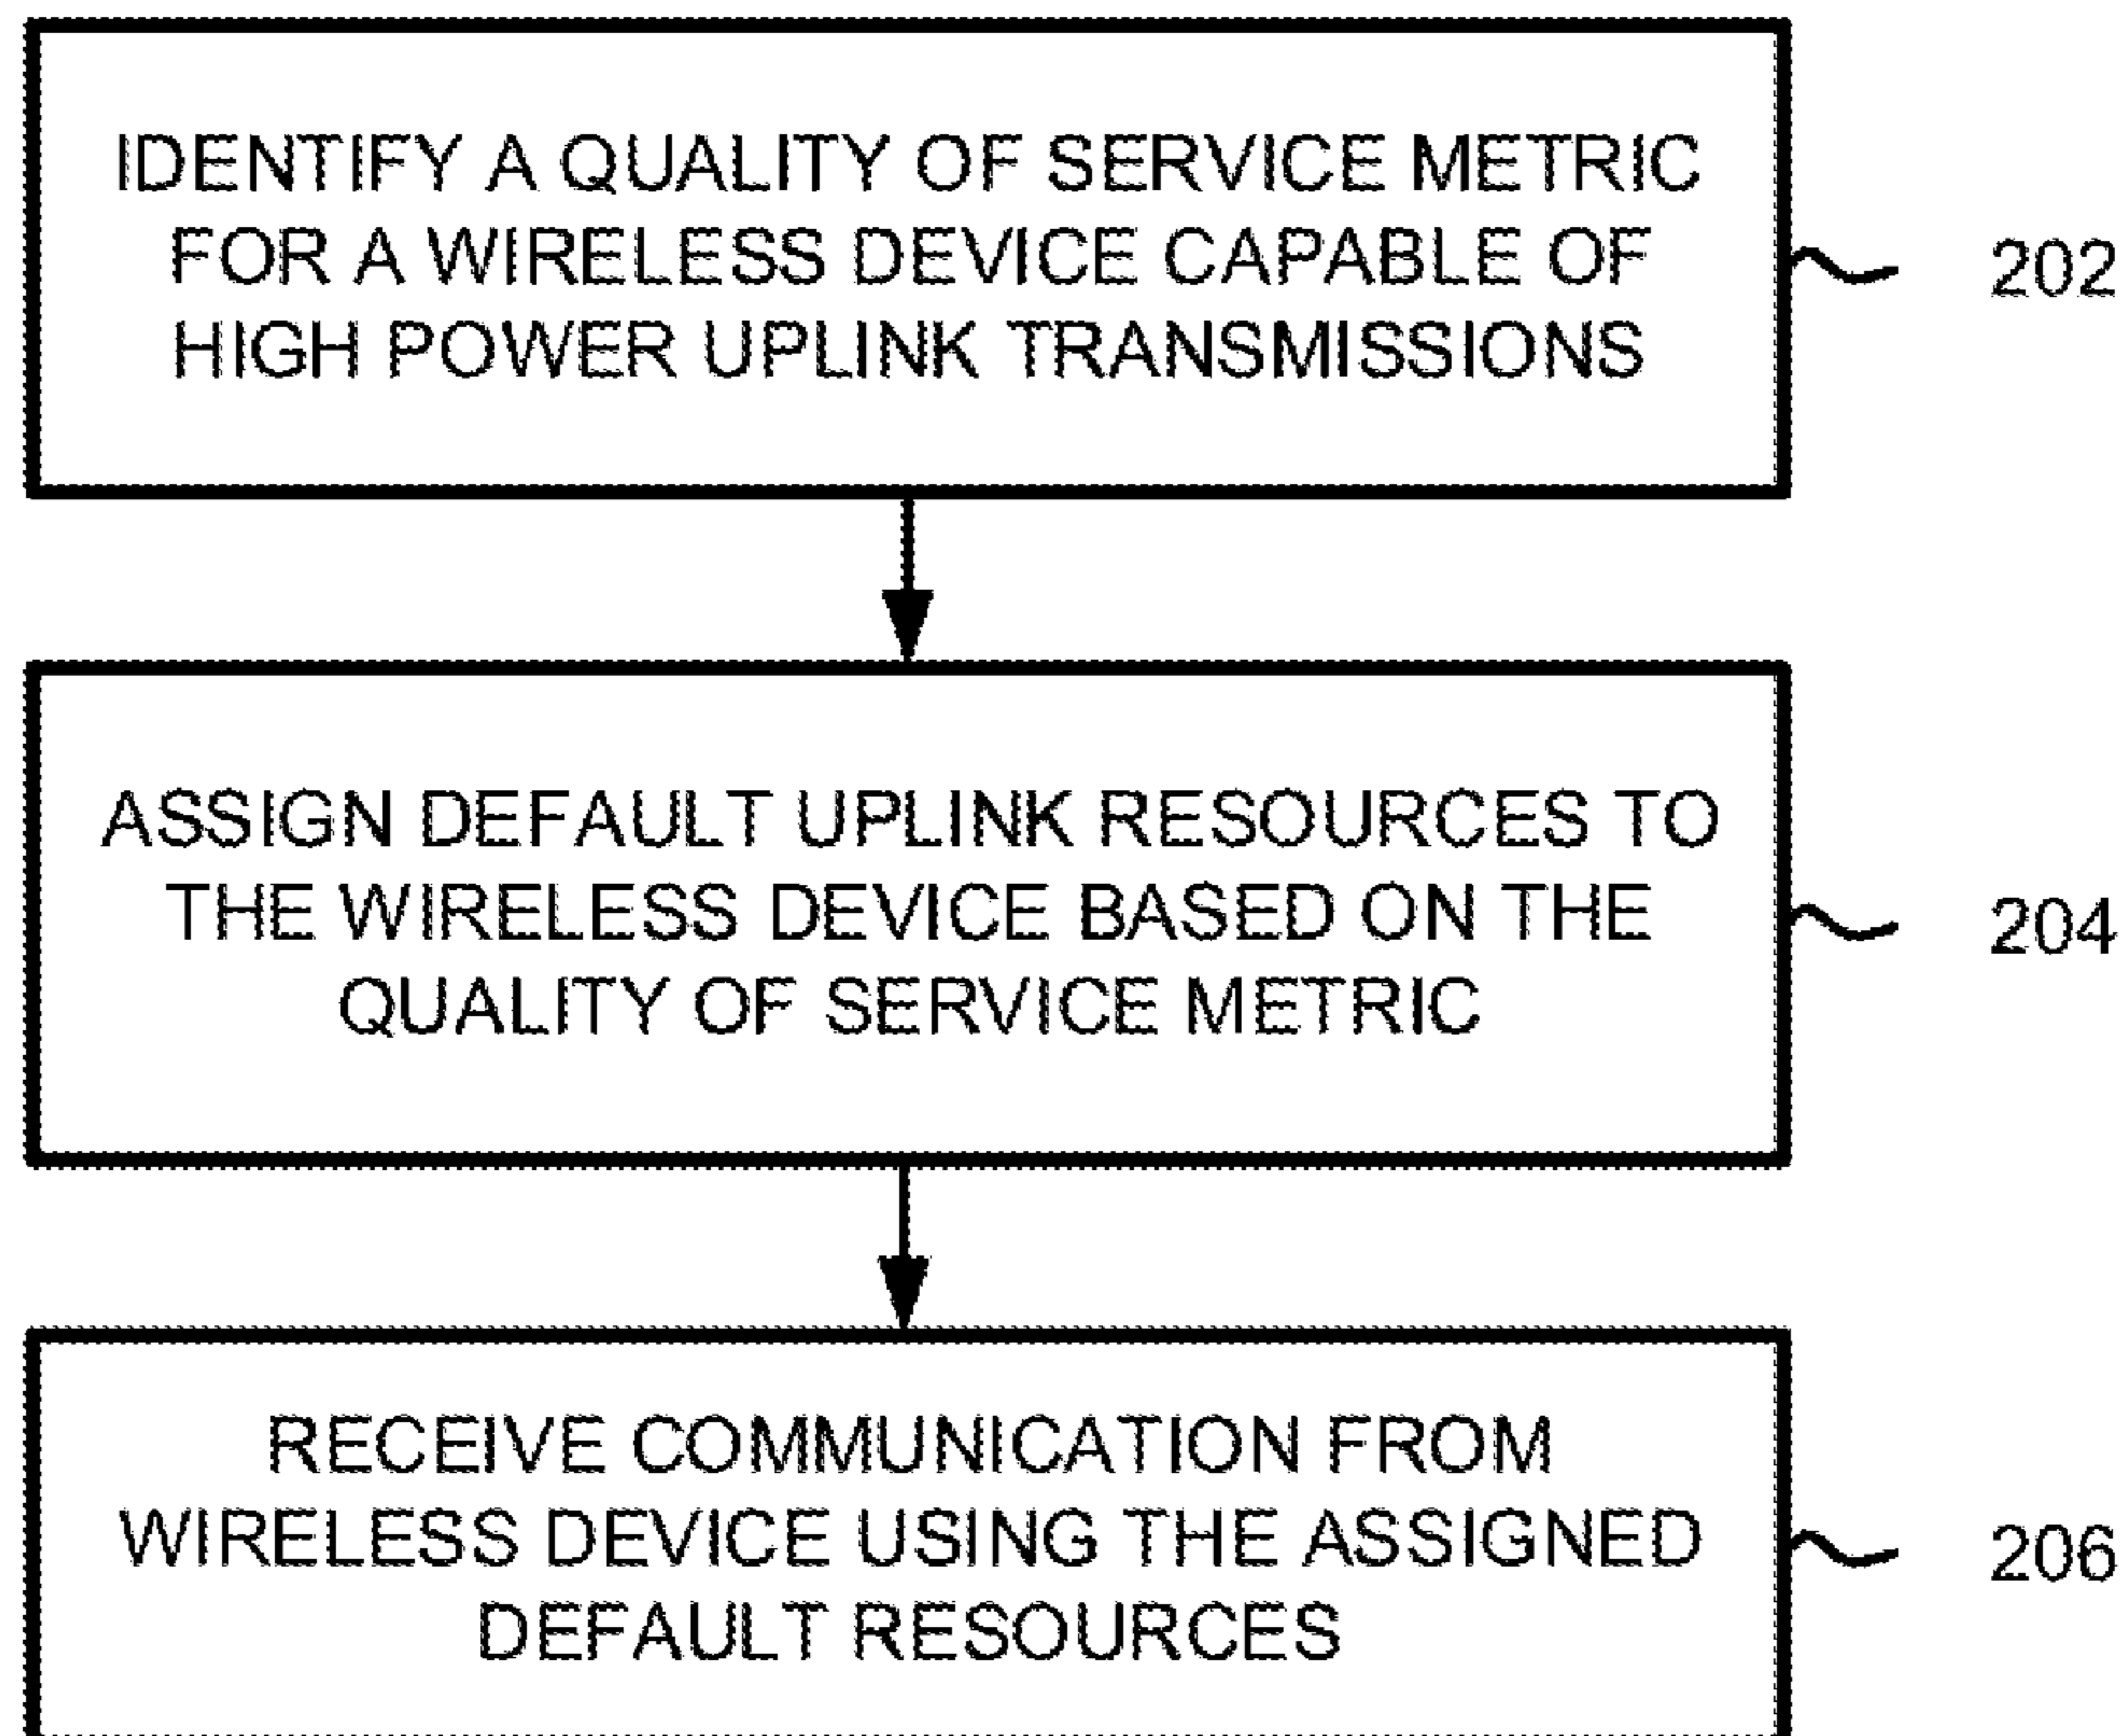 IDENTIFY A QUALITY OF SERVICE METRIC
FOR A WIRELESS DEVICE CAPABLE OF
HIGH POWER UPLINK TRANSMISSIONS
202
ASSIGN DEFAULT UPLINK RESOURCES TO
THE WIRELESS DEVICE BASED ON THE
QUALITY OF SERVICE METRIC
204
RECEIVE COMMUNICATION FROM
WIRELESS DEVICE USING THE ASSIGNED
DEFAULT RESOURCES
206